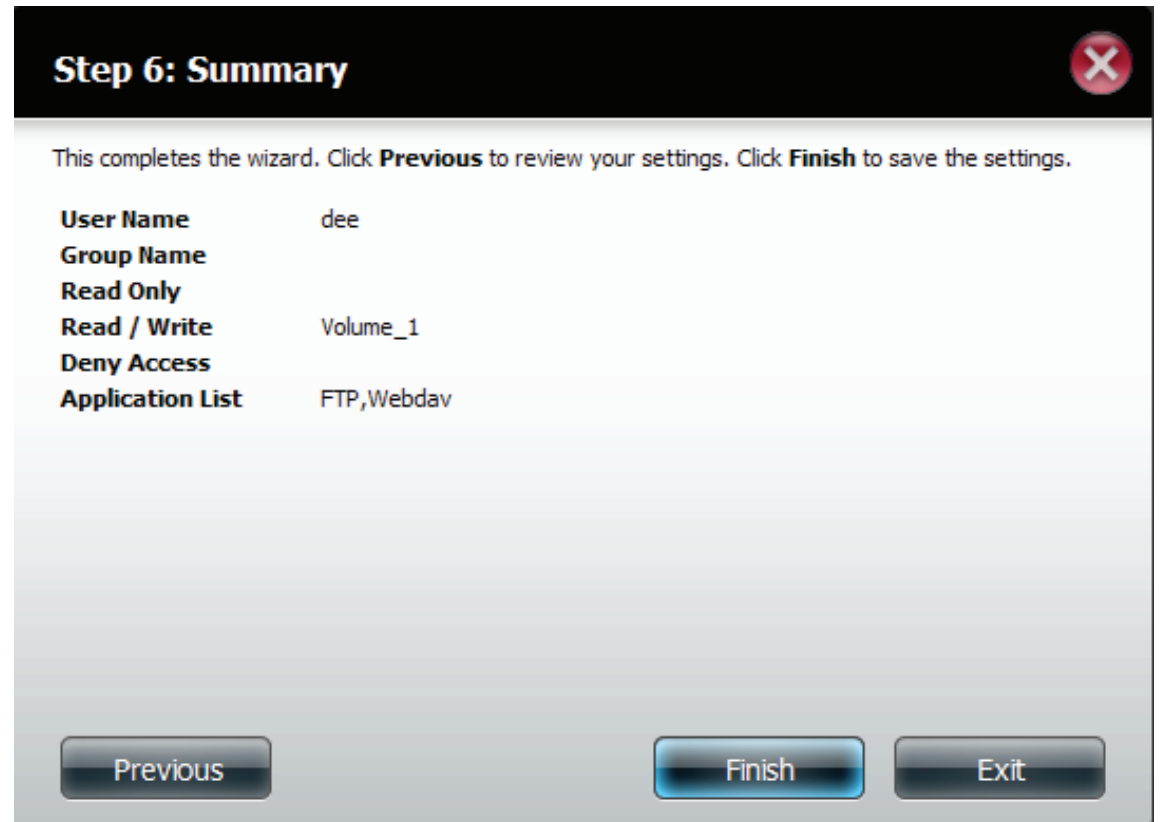 Step 6: Summary
This completes the wizard. Click Previous to review your settings. Click Finish to save the settings.
User Name dee
Group Name
Read Only
Read / Write Volume_1
Deny Access
Application List FTP,Webdav
Previous Finish Exit